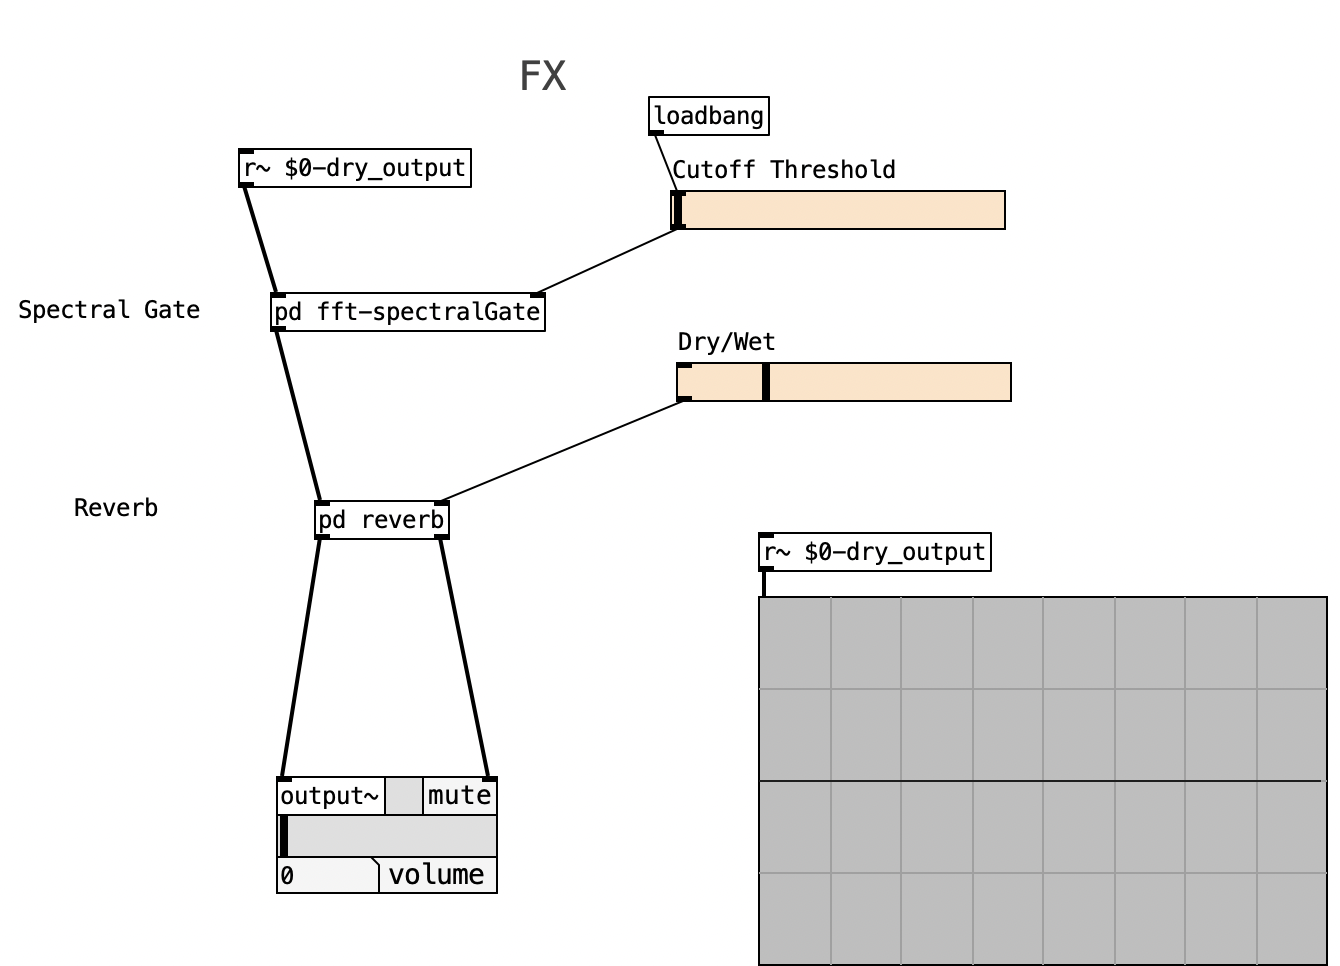 FX
loadbang
r~ $0-dry_output
Cutoff Threshold
Spectral Gate
pd fft-spectralGate
Dry/Wet
Reverb
pd reverb
r~ $0-dry_output
output~ mute
0 volume